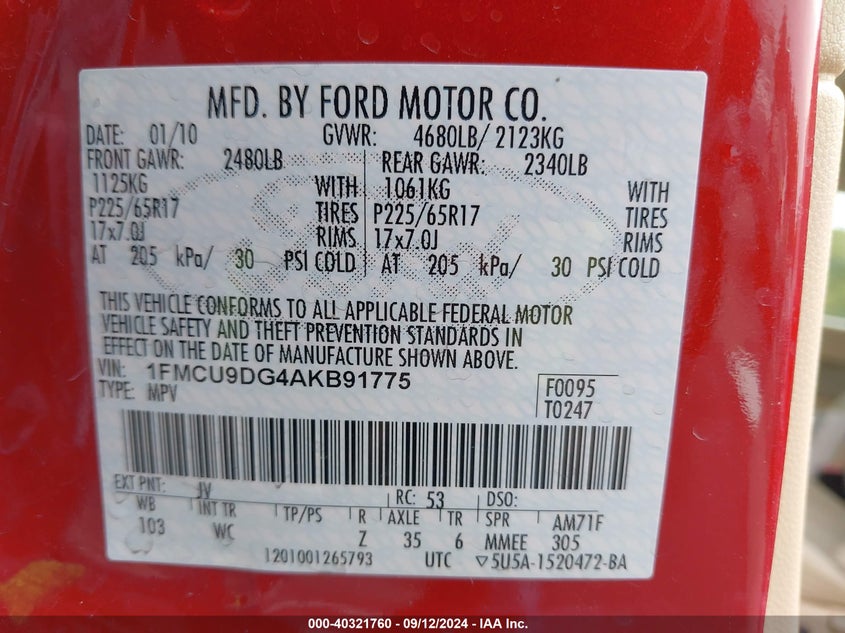 MFD. BY FORD MOTOR CO.
DATE: 01/10 GVWR: 4680LB/ 2123KG
FRONT GAWR: 2480LB REAR GAWR: 2340LB
1125KG WITH 1061KG WITH
P225/65R17 TIRES P225/65R17 TIRES
17x7.0J RIMS 17x7.0J RIMS
AT 205 kPa/ 30 PSI COLD AT 205 kPa/ 30 PSI COLD
THIS VEHICLE CONFORMS TO ALL APPLICABLE FEDERAL MOTOR
VEHICLE SAFETY AND THEFT PREVENTION STANDARDS IN
EFFECT ON THE DATE OF MANUFACTURE SHOWN ABOVE.
VIN: 1FMCU9DG4AKB91775 F0095
TYPE: MPV T0247
EXT PNT: JV RC: 53 DSO:
WB INT TR TP/PS R AXLE TR SPR AM71F
103 WC Z 35 6 MMEE 305
1201001265793 UTC ▽5U5A-1520472-BA
000-40321760 - 09/12/2024 - IAA Inc.